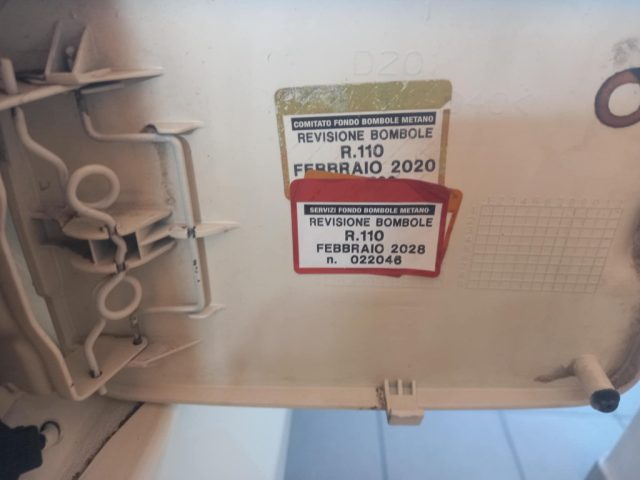 D20
COMITATO FONDO BOMBOLE METANO
REVISIONE BOMBOLE
R.110
FEBBRAIO 2020
SERVIZI FONDO BOMBOLE METANO
REVISIONE BOMBOLE
R.110
FEBBRAIO 2028
n. 022046